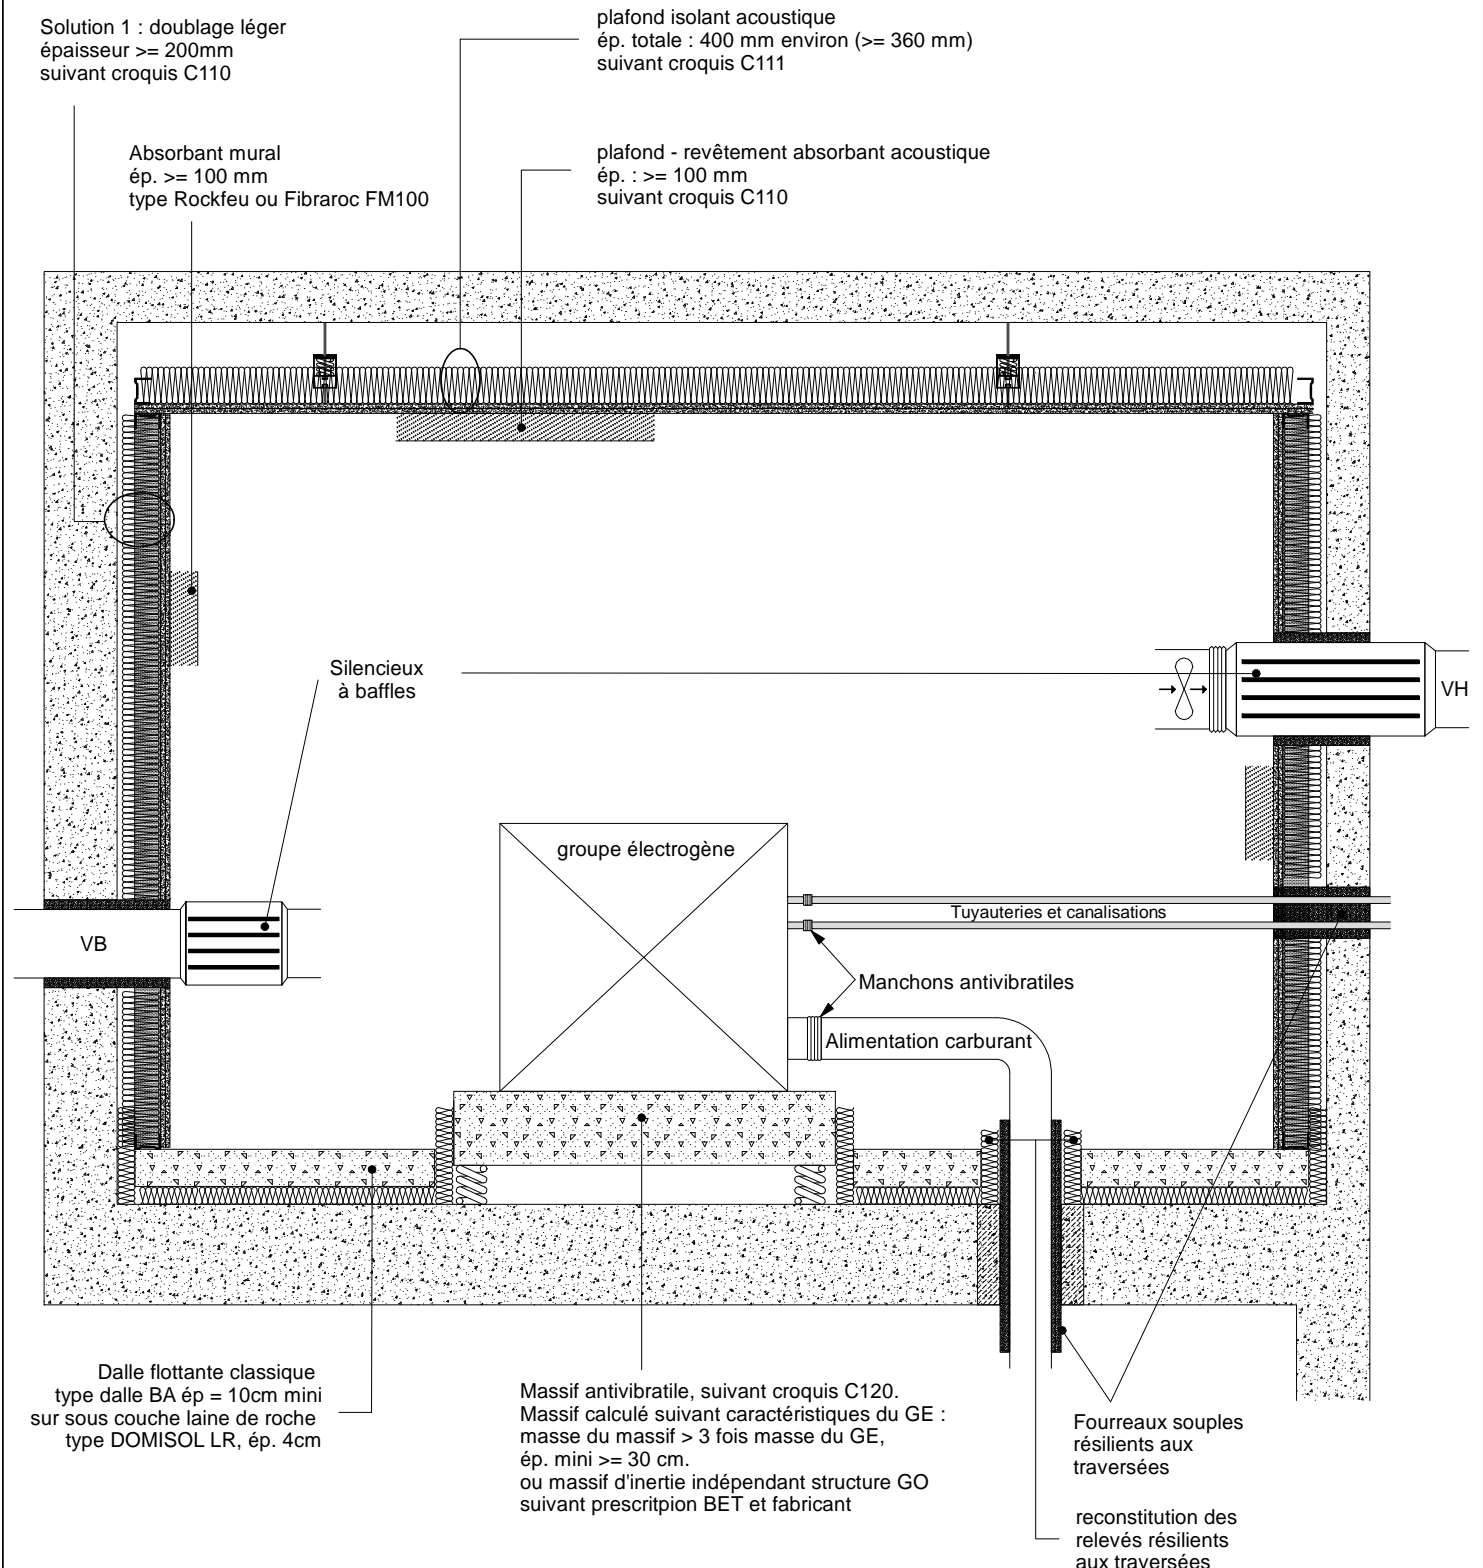 Solution 1 : doublage léger
épaisseur >= 200mm
suivant croquis C110
plafond isolant acoustique
ép. totale : 400 mm environ (>= 360 mm)
suivant croquis C111
Absorbant mural
ép. >= 100 mm
type Rockfeu ou Fibraroc FM100
plafond - revêtement absorbant acoustique
ép. : >= 100 mm
suivant croquis C110
Silencieux
à baffles
VH
groupe électrogène
Tuyauteries et canalisations
VB
Manchons antivibratiles
Alimentation carburant
Dalle flottante classique
type dalle BA ép = 10cm mini
sur sous couche laine de roche
type DOMISOL LR, ép. 4cm
Massif antivibratile, suivant croquis C120.
Massif calculé suivant caractéristiques du GE :
masse du massif > 3 fois masse du GE,
ép. mini >= 30 cm.
ou massif d'inertie indépendant structure GO
suivant prescritpion BET et fabricant
Fourreaux souples
résilients aux
traversées
reconstitution des
relevés résilients
aux traversées